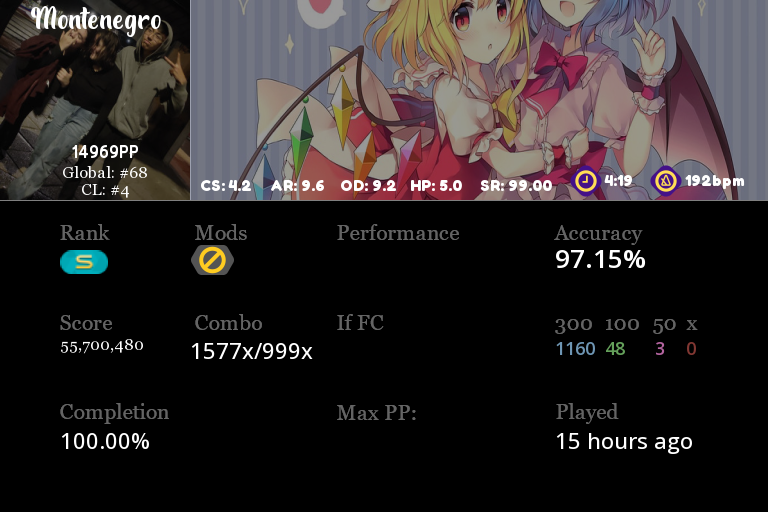 Montenegro
14969PP
Global: #68
CL: #4
CS: 4.2 AR: 9.6 OD: 9.2 HP: 5.0 SR: 99.00 4:19 192bpm
Rank Mods Performance Accuracy
S 97.15%
Score Combo If FC 300 100 50 x
55,700,480 1577x/999x 1160 48 3 0
Completion Max PP: Played
100.00% 15 hours ago